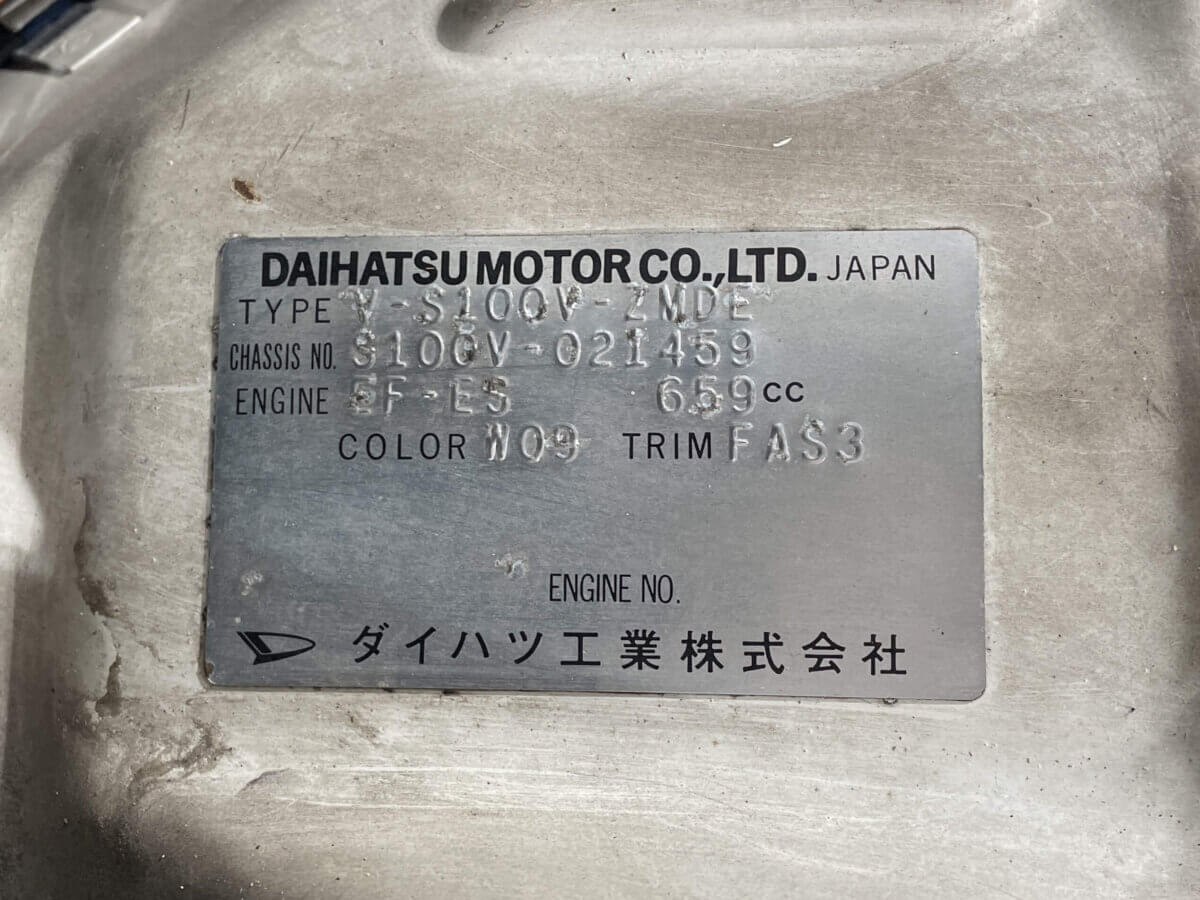 DAIHATSU MOTOR CO.,LTD. JAPAN
TYPE V-S100V-ZMDE
CHASSIS NO. S100V-021459
ENGINE EF-ES 659cc
COLOR W09 TRIM FAS3
ENGINE NO.
ダイハツ工業株式会社